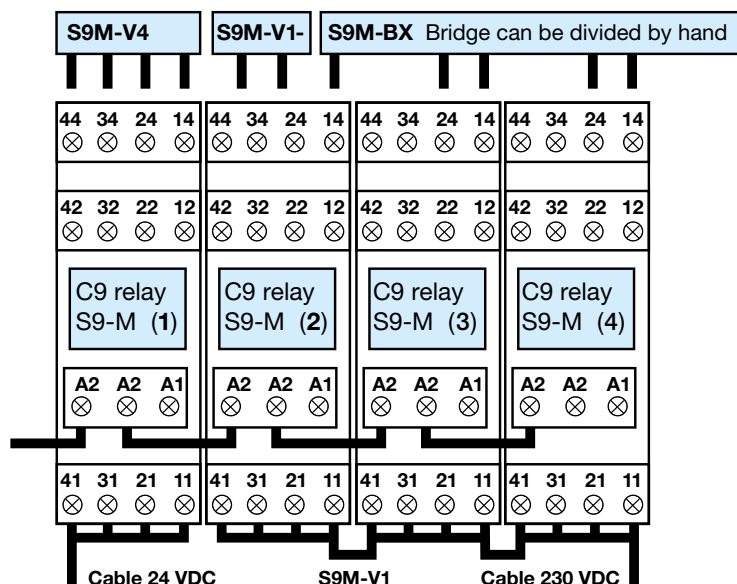 S9M-V4 S9M-V1- S9M-BX Bridge can be divided by hand
44 34 24 14 44 34 24 14 44 34 24 14 44 34 24 14
42 32 22 12 42 32 22 12 42 32 22 12 42 32 22 12
C9 relay C9 relay C9 relay C9 relay
S9-M (1) S9-M (2) S9-M (3) S9-M (4)
A2 A2 A1 A2 A2 A1 A2 A2 A1 A2 A2 A1
41 31 21 11 41 31 21 11 41 31 21 11 41 31 21 11
Cable 24 VDC S9M-V1 Cable 230 VDC